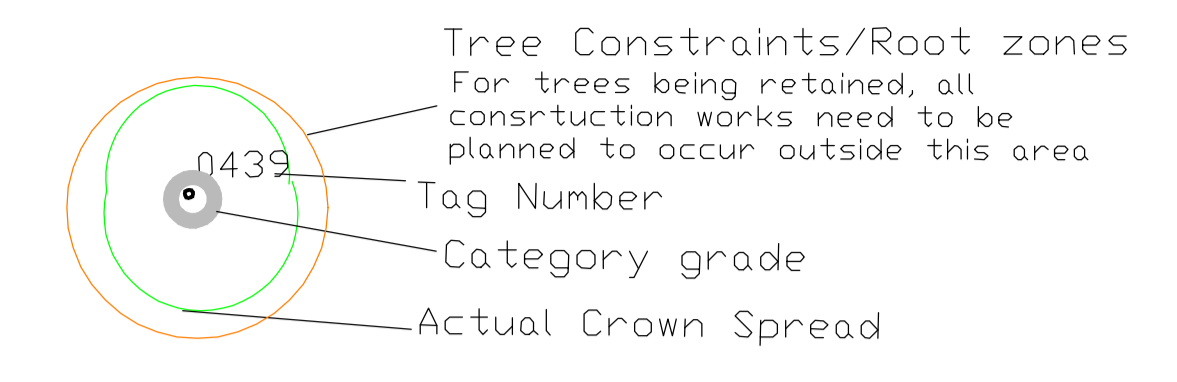 Tree Constraints/Root zones
For trees being retained, all
consrtuction works need to be
planned to occur outside this area
0439
Tag Number
Category grade
Actual Crown Spread